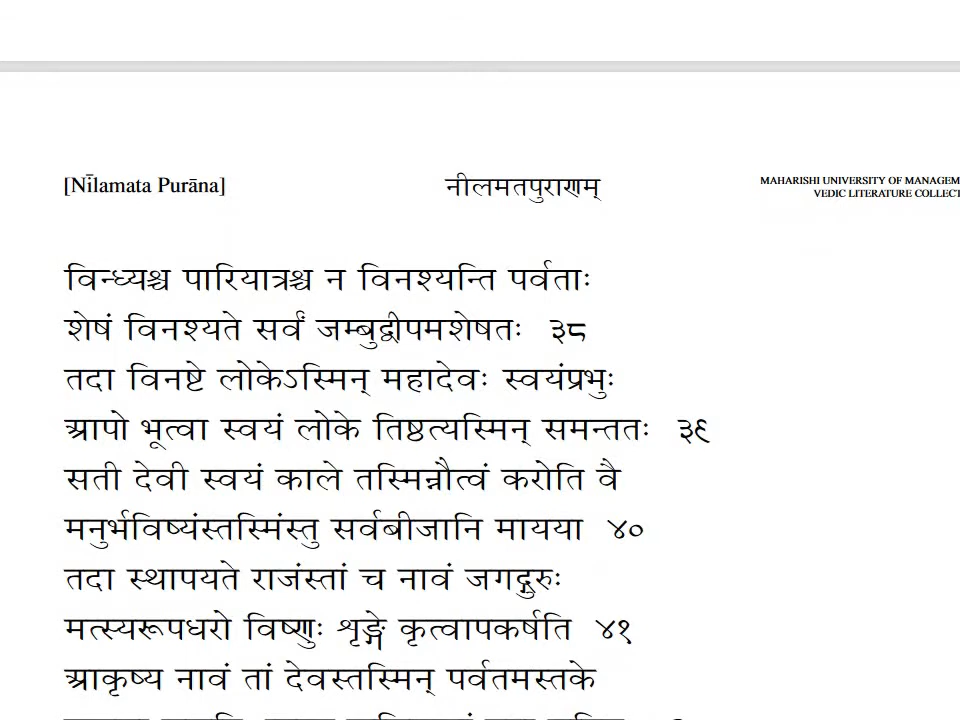 [Nīlamata Purāna]
नीलमतपुराणम्
MAHARISHI UNIVERSITY OF
VEDIC LITERATURE
विन्ध्यश्च पारियात्रश्च न विनश्यन्ति पर्वताः
शेषं विनश्यते सर्वं जम्बुद्वीपमशेषतः ३८
तदा विनष्टे लोकेऽस्मिन् महादेवः स्वयंप्रभुः
आपो भूत्वा स्वयं लोके तिष्ठत्यस्मिन् समन्ततः ३९
सती देवी स्वयं काले तस्मिन्नौत्वं करोति वै
मनुर्भविष्यंस्तस्मिंस्तु सर्वबीजानि मायया ४०
तदा स्थापयते राजंस्तां च नावं जगद्गुरुः
मत्स्यरूपधरो विष्णुः शृङ्गे कृत्वापकर्षति ४१
आकृष्य नावं तां देवस्तस्मिन् पर्वतमस्तके